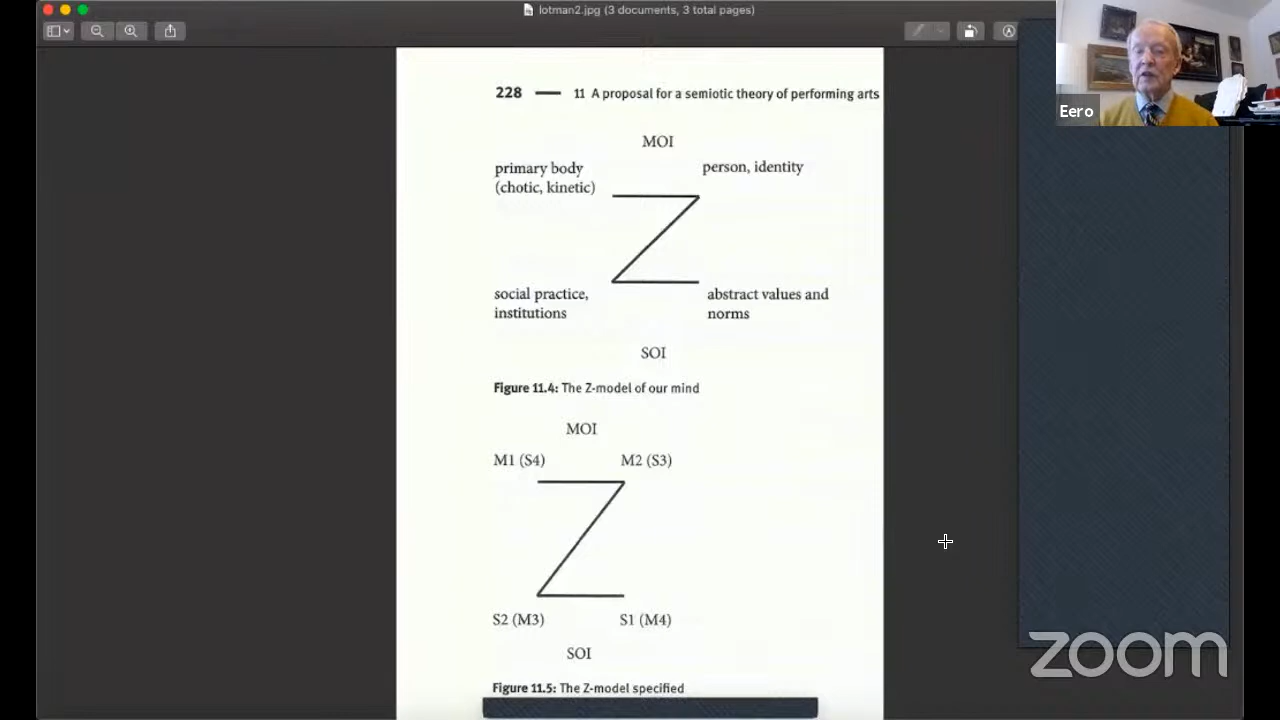 lotman2.jpg (3 documents, 3 total pages)
Eero
228 — 11 A proposal for a semiotic theory of performing arts
MOI
primary body
(chotic, kinetic)
person, identity
social practice,
institutions
abstract values and
norms
SOI
Figure 11.4: The Z-model of our mind
MOI
M1 (S4) M2 (S3)
S2 (M3) S1 (M4)
SOI
Figure 11.5: The Z-model specified
zoom